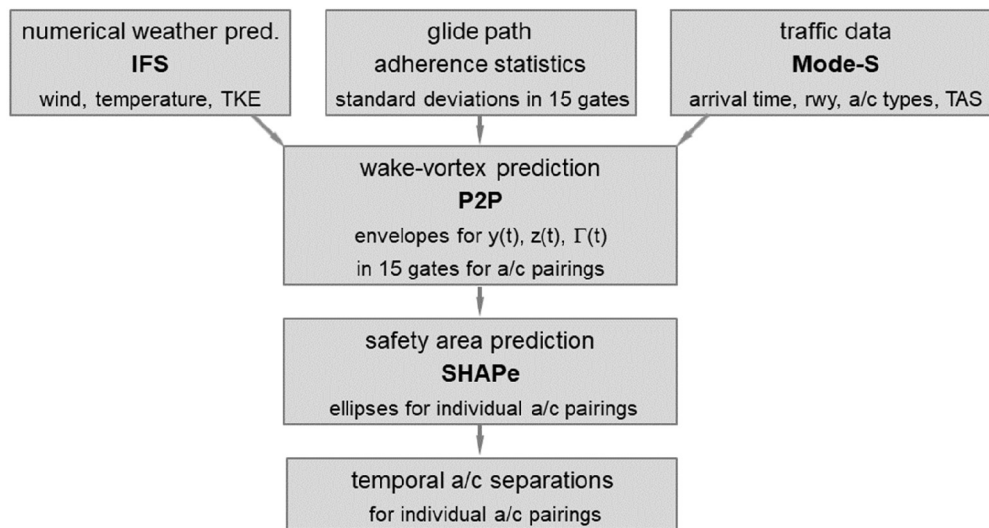 numerical weather pred.
IFS
wind, temperature, TKE
glide path
adherence statistics
standard deviations in 15 gates
traffic data
Mode-S
arrival time, rwy, a/c types, TAS
wake-vortex prediction
P2P
envelopes for y(t), z(t), Γ(t)
in 15 gates for a/c pairings
safety area prediction
SHAPe
ellipses for individual a/c pairings
temporal a/c separations
for individual a/c pairings